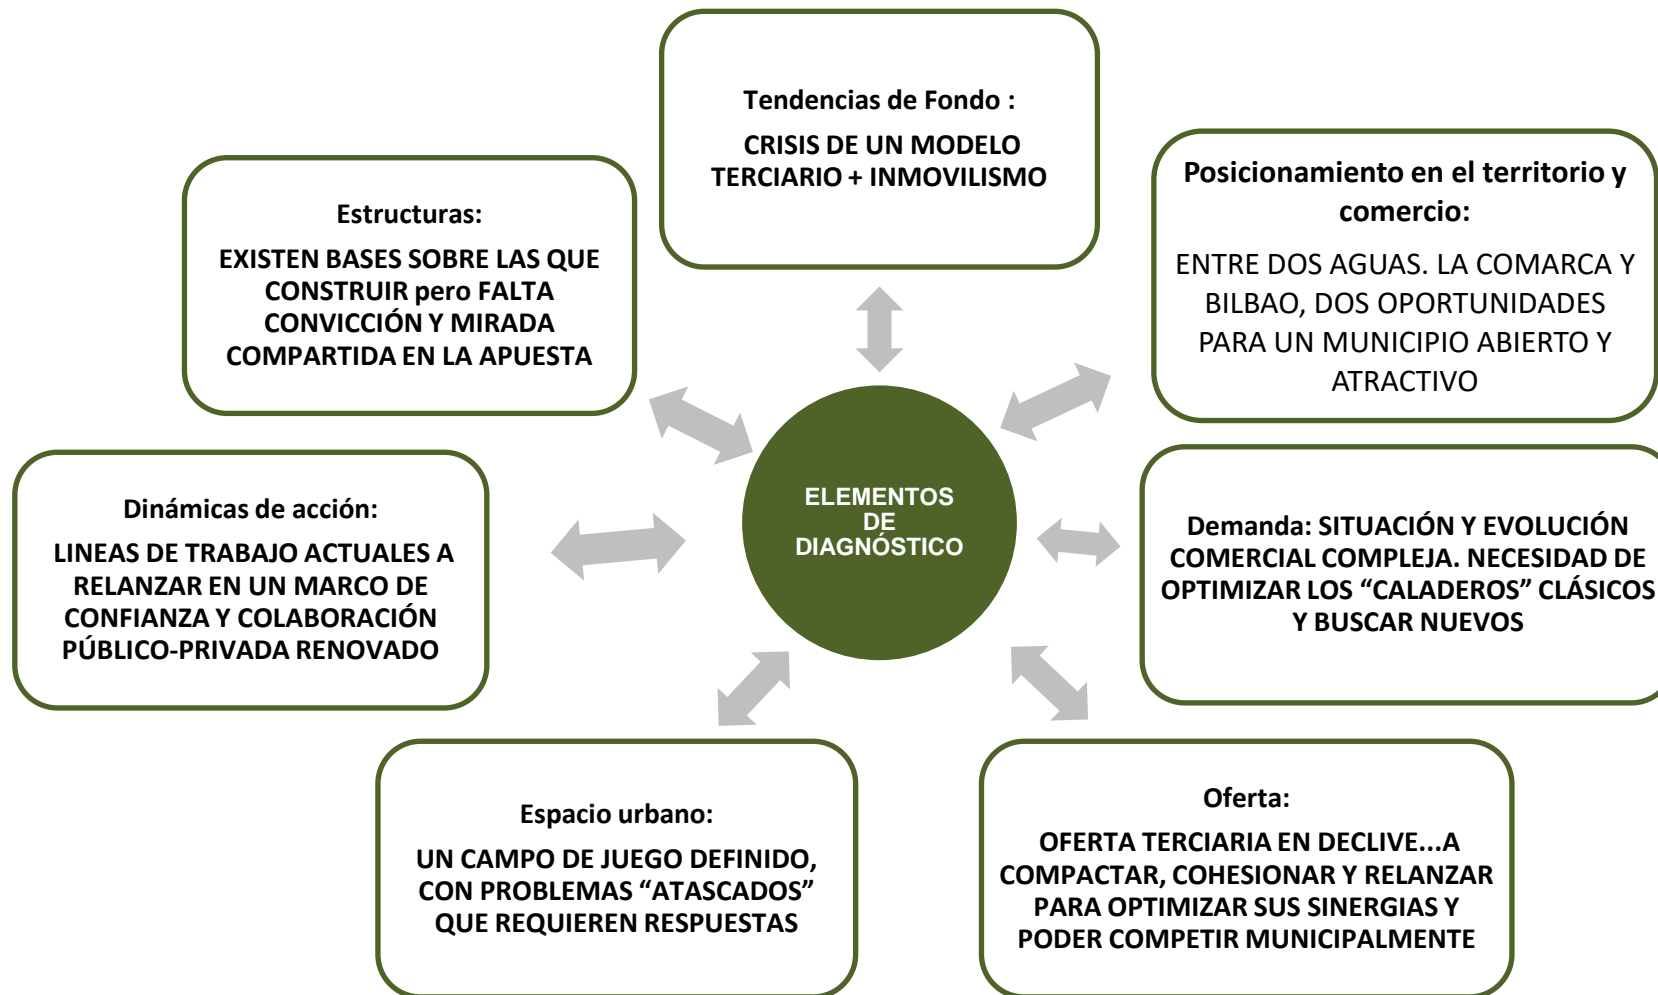 Tendencias de Fondo :
CRISIS DE UN MODELO
TERCIARIO + INMOVILISMO
Posicionamiento en el territorio y
comercio:
ENTRE DOS AGUAS. LA COMARCA Y
BILBAO, DOS OPORTUNIDADES
PARA UN MUNICIPIO ABIERTO Y
ATRACTIVO
Demanda: SITUACIÓN Y EVOLUCIÓN
COMERCIAL COMPLEJA. NECESIDAD DE
OPTIMIZAR LOS “CALADEROS” CLÁSICOS
Y BUSCAR NUEVOS
Oferta:
OFERTA TERCIARIA EN DECLIVE...A
COMPACTAR, COHESIONAR Y RELANZAR
PARA OPTIMIZAR SUS SINERGIAS Y
PODER COMPETIR MUNICIPALMENTE
Espacio urbano:
UN CAMPO DE JUEGO DEFINIDO,
CON PROBLEMAS “ATASCADOS”
QUE REQUIEREN RESPUESTAS
Dinámicas de acción:
LINEAS DE TRABAJO ACTUALES A
RELANZAR EN UN MARCO DE
CONFIANZA Y COLABORACIÓN
PÚBLICO-PRIVADA RENOVADO
Estructuras:
EXISTEN BASES SOBRE LAS QUE
CONSTRUIR pero FALTA
CONVICCIÓN Y MIRADA
COMPARTIDA EN LA APUESTA
ELEMENTOS
DE
DIAGNÓSTICO